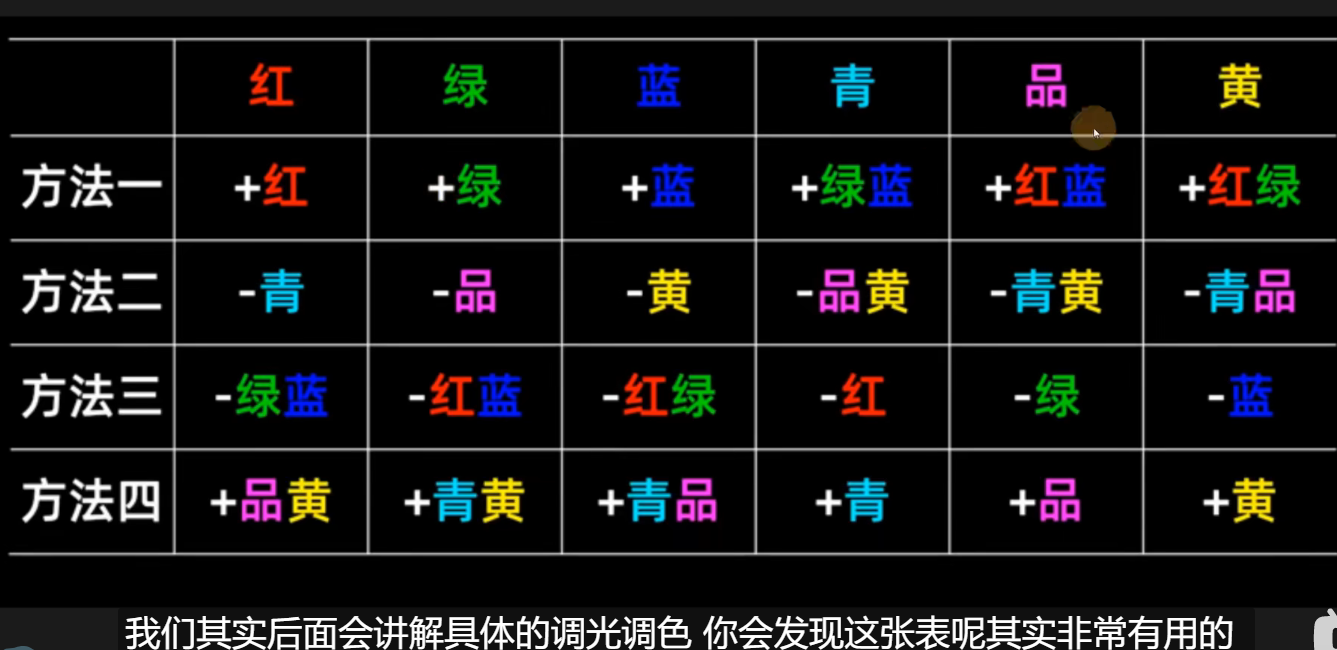 红 绿 蓝 青 品 黄
方法一 +红 +绿 +蓝 +绿蓝 +红蓝 +红绿
方法二 -青 -品 -黄 -品黄 -青黄 -青品
方法三 -绿蓝 -红蓝 -红绿 -红 -绿 -蓝
方法四 +品黄 +青黄 +青品 +青 +品 +黄
我们其实后面会讲解具体的调光调色 你会发现这张表呢其实非常有用的